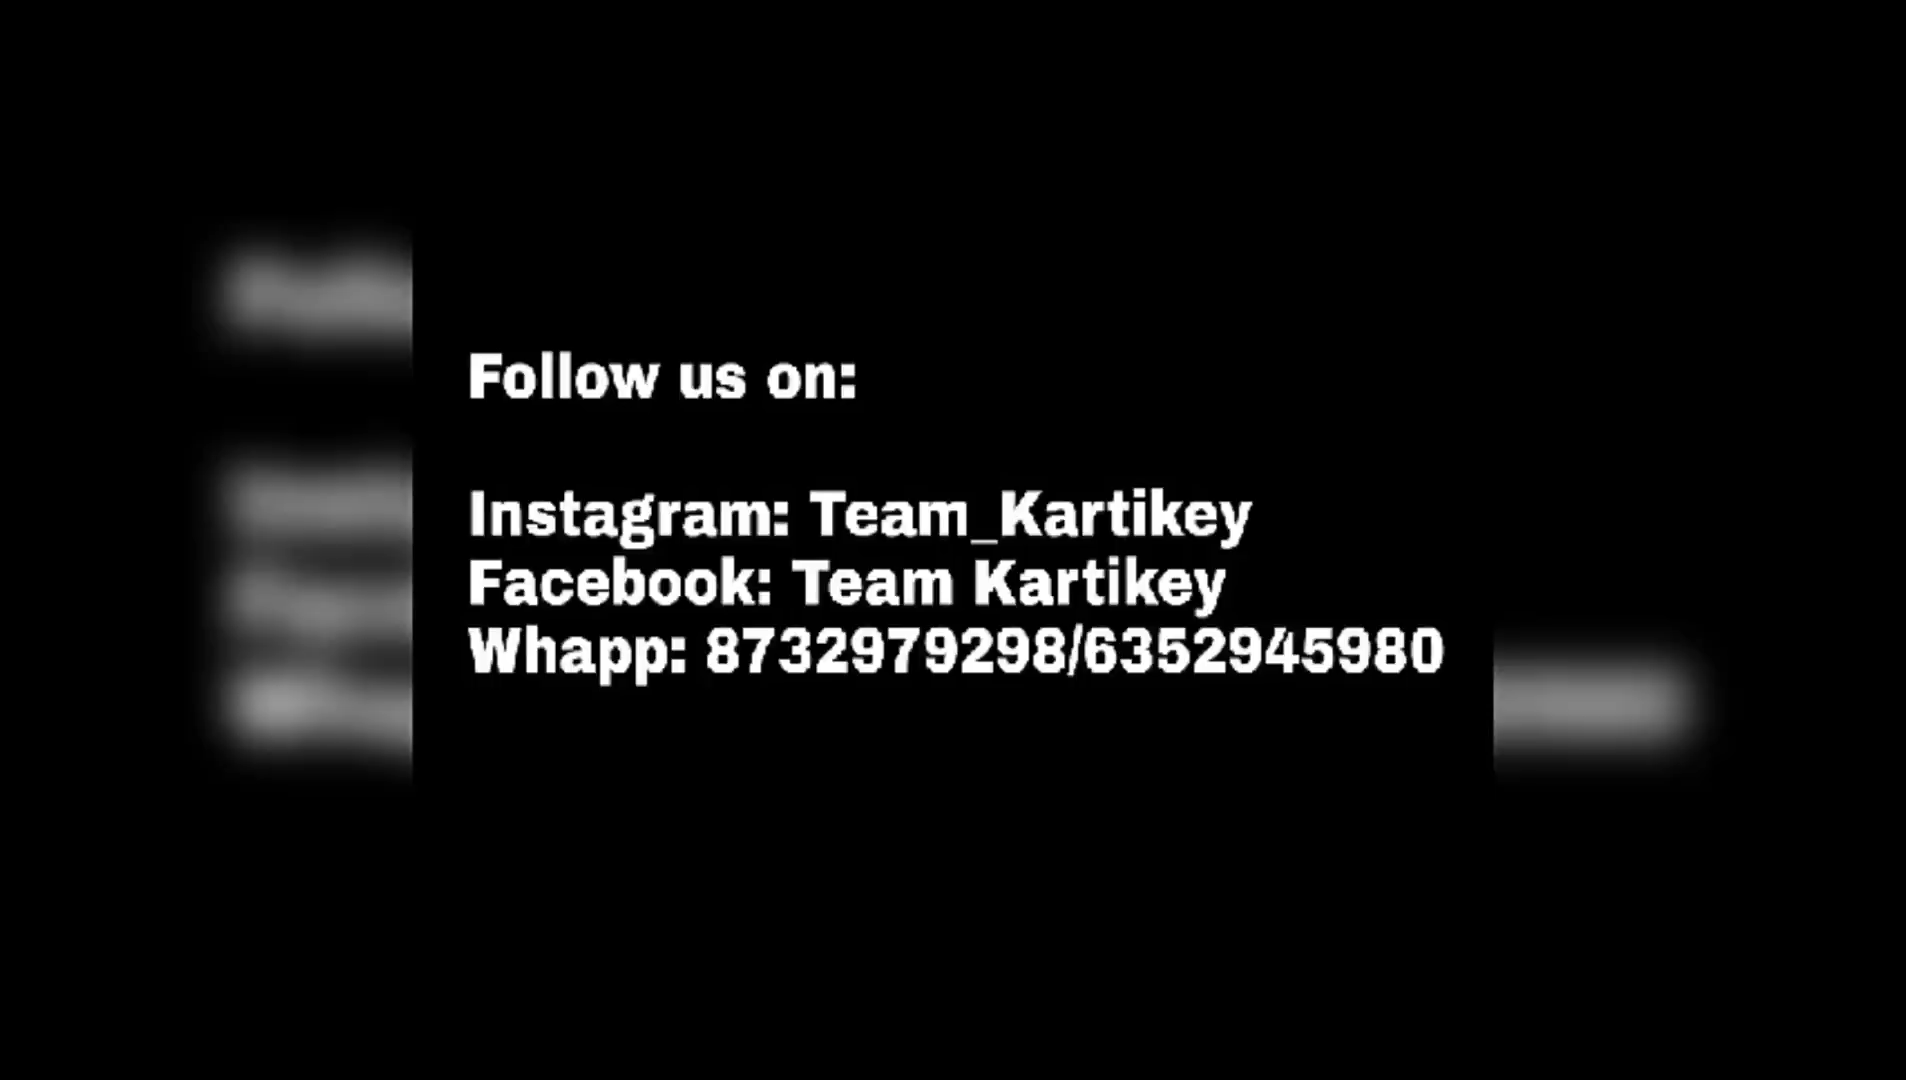 Follow us on:
Instagram: Team_Kartikey
Facebook: Team Kartikey
Whapp: 8732979298/6352945980